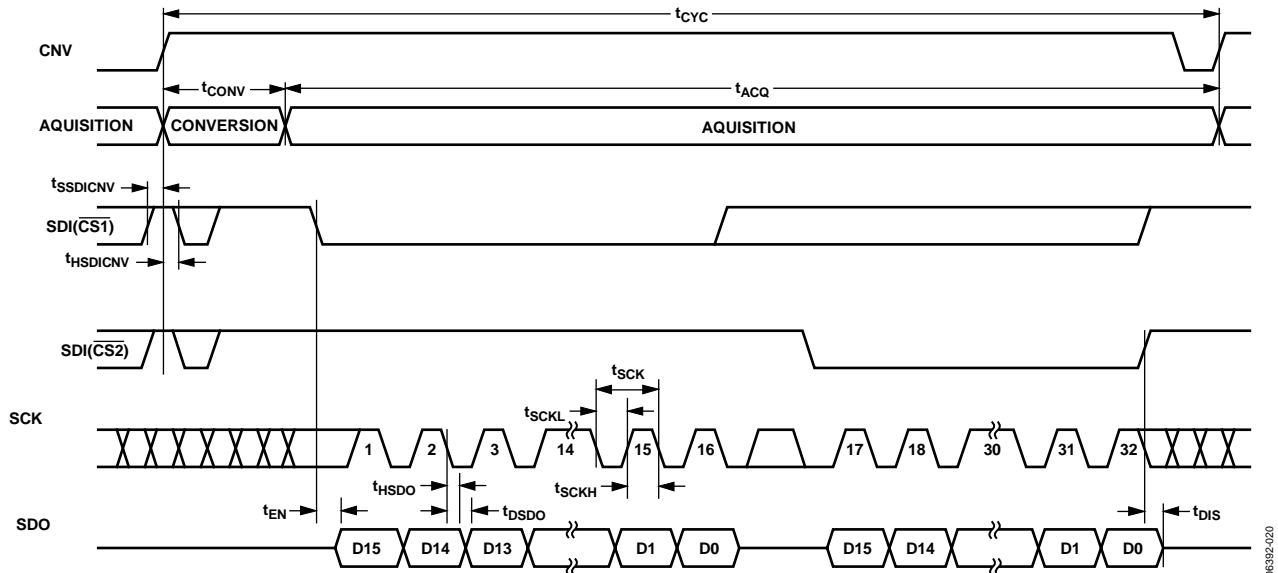 tCYC
CNV
tCONV
tACQ
AQUISITION
CONVERSION
AQUISITION
tSSDICNV
SDI(CS1)
tHSDICNV
SDI(CS2)
tSCK
tSCKL
SCK
1 2 3 14 15 16 17 18 30 31 32
tHSDO
tSCKH
tEN
tDSDO
tDIS
SDO
D15 D14 D13 D1 D0 D15 D14 D1 D0
06392-020